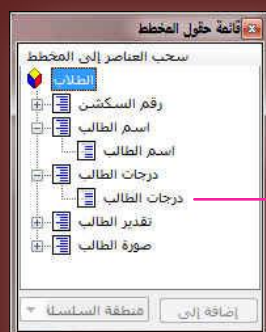 قائمة حقول المخطط
سحب العناصر إلى المخطط
الطلاب
رقم السكشن
اسم الطالب
اسم الطالب
درجات الطالب
درجات الطالب
تقدير الطالب
صورة الطالب
إضافة إلى
منطقة السلسلة